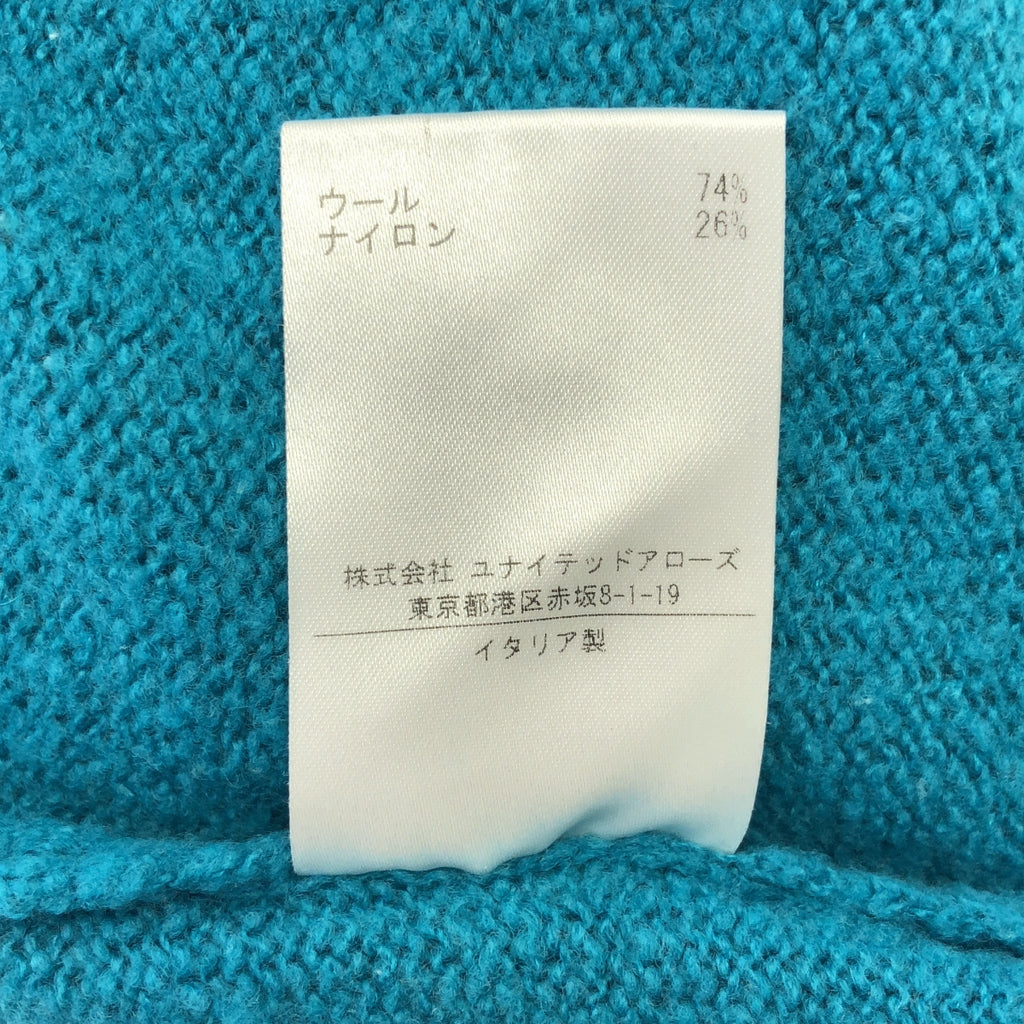 ウール 74%
ナイロン 26%
株式会社 ユナイテッドアローズ
東京都港区赤坂8-1-19
イタリア製